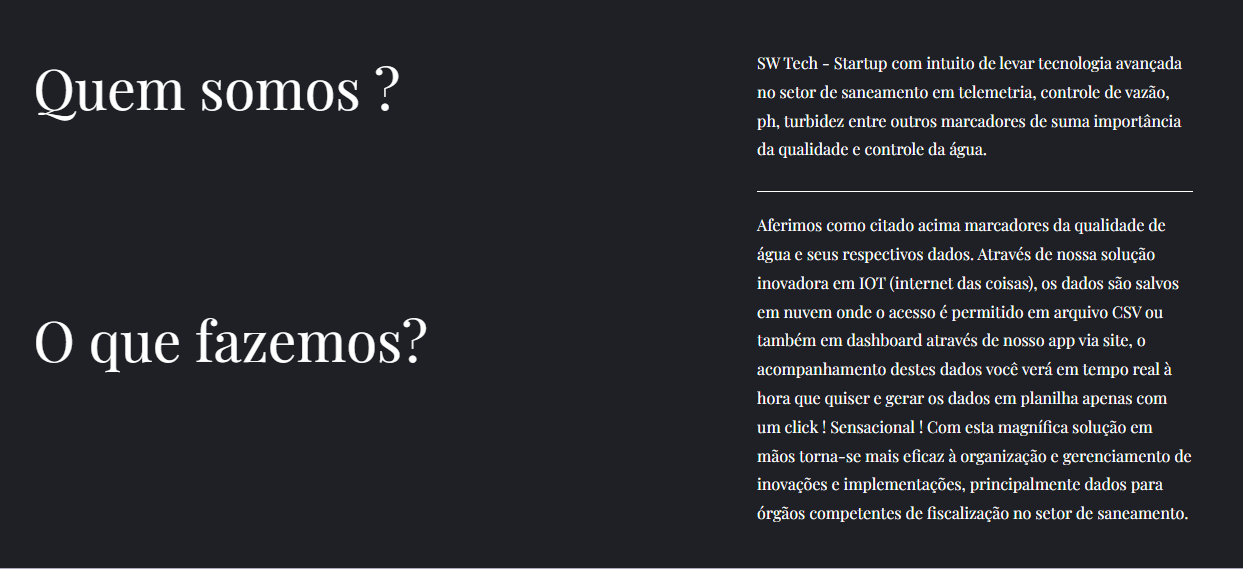 Quem somos ?
SW Tech - Startup com intuito de levar tecnologia avançada
no setor de saneamento em telemetria, controle de vazão,
ph, turbidez entre outros marcadores de suma importância
da qualidade e controle da água.
O que fazemos?
Aferimos como citado acima marcadores da qualidade de
água e seus respectivos dados. Através de nossa solução
inovadora em IOT (internet das coisas), os dados são salvos
em nuvem onde o acesso é permitido em arquivo CSV ou
também em dashboard através de nosso app via site, o
acompanhamento destes dados você verá em tempo real à
hora que quiser e gerar os dados em planilha apenas com
um click ! Sensacional ! Com esta magnífica solução em
mãos torna-se mais eficaz à organização e gerenciamento de
inovações e implementações, principalmente dados para
órgãos competentes de fiscalização no setor de saneamento.